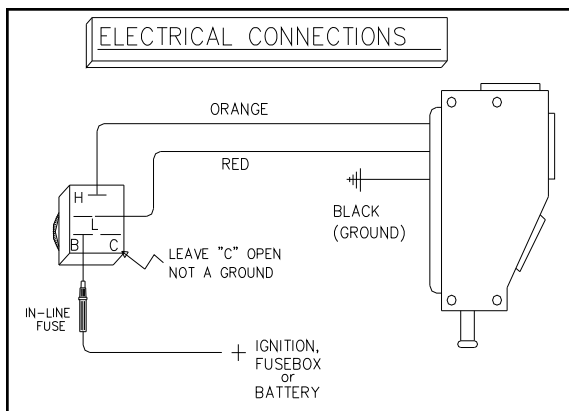 ELECTRICAL CONNECTIONS
ORANGE
RED
H
L
B C
BLACK
(GROUND)
LEAVE "C" OPEN
NOT A GROUND
IN-LINE
FUSE
+ IGNITION,
FUSEBOX
or
BATTERY